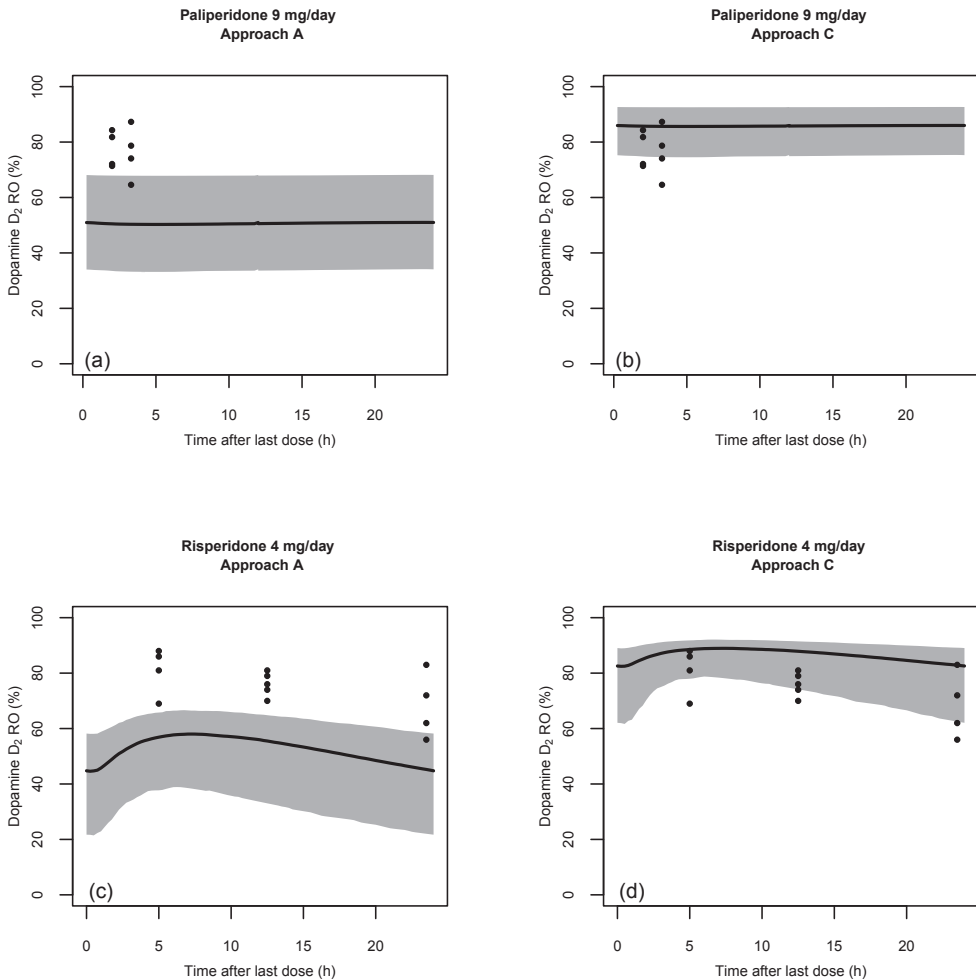 Paliperidone 9 mg/day
Approach A
Dopamine D₂ RO (%)
100
80
60
40
20
0
(a)
0 5 10 15 20
Time after last dose (h)
Paliperidone 9 mg/day
Approach C
Dopamine D₂ RO (%)
100
80
60
40
20
0
(b)
0 5 10 15 20
Time after last dose (h)
Risperidone 4 mg/day
Approach A
Dopamine D₂ RO (%)
100
80
60
40
20
0
(c)
0 5 10 15 20
Time after last dose (h)
Risperidone 4 mg/day
Approach C
Dopamine D₂ RO (%)
100
80
60
40
20
0
(d)
0 5 10 15 20
Time after last dose (h)